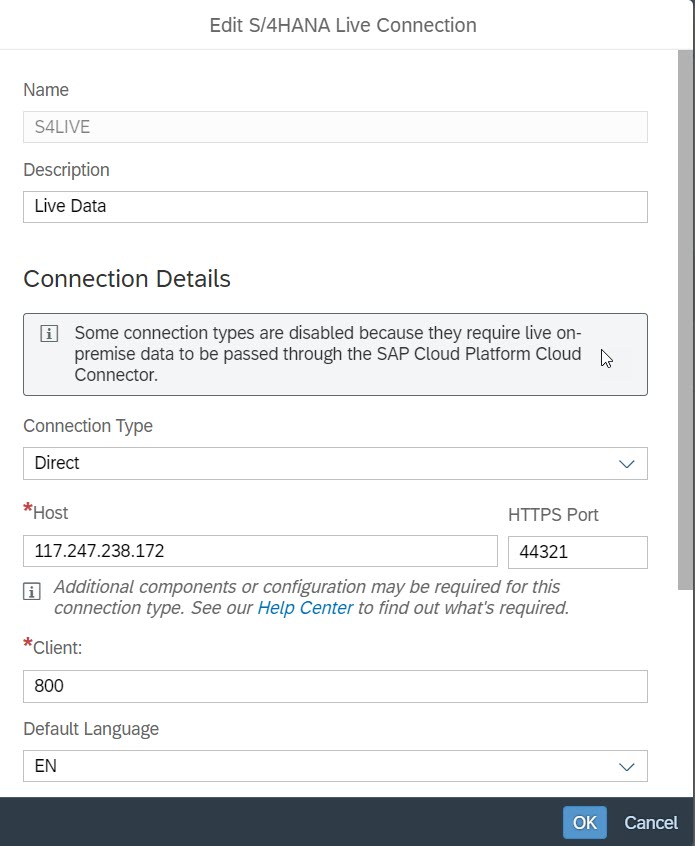 Edit S/4HANA Live Connection
Name
S4LIVE
Description
Live Data
Connection Details
Some connection types are disabled because they require live on-
premise data to be passed through the SAP Cloud Platform Cloud
Connector.
Connection Type
Direct
*Host
HTTPS Port
117.247.238.172
44321
Additional components or configuration may be required for this
connection type. See our Help Center to find out what's required.
*Client:
800
Default Language
EN
OK
Cancel